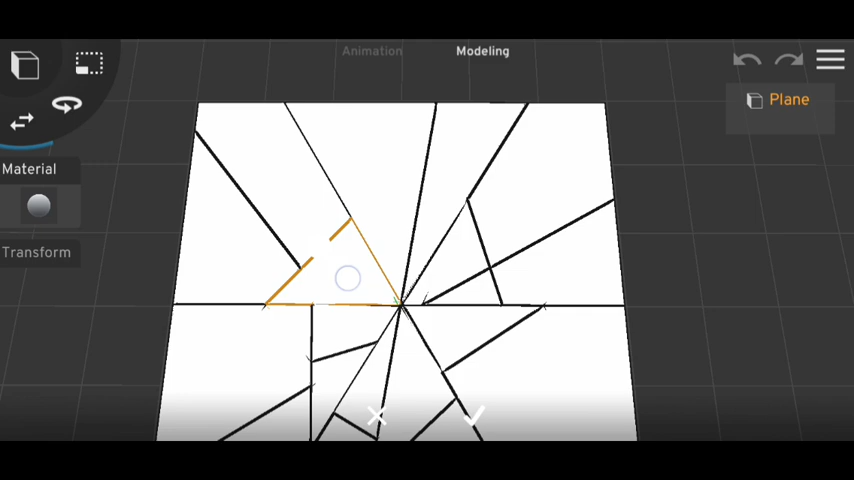 Animation
Modeling
Plane
Material
Transform